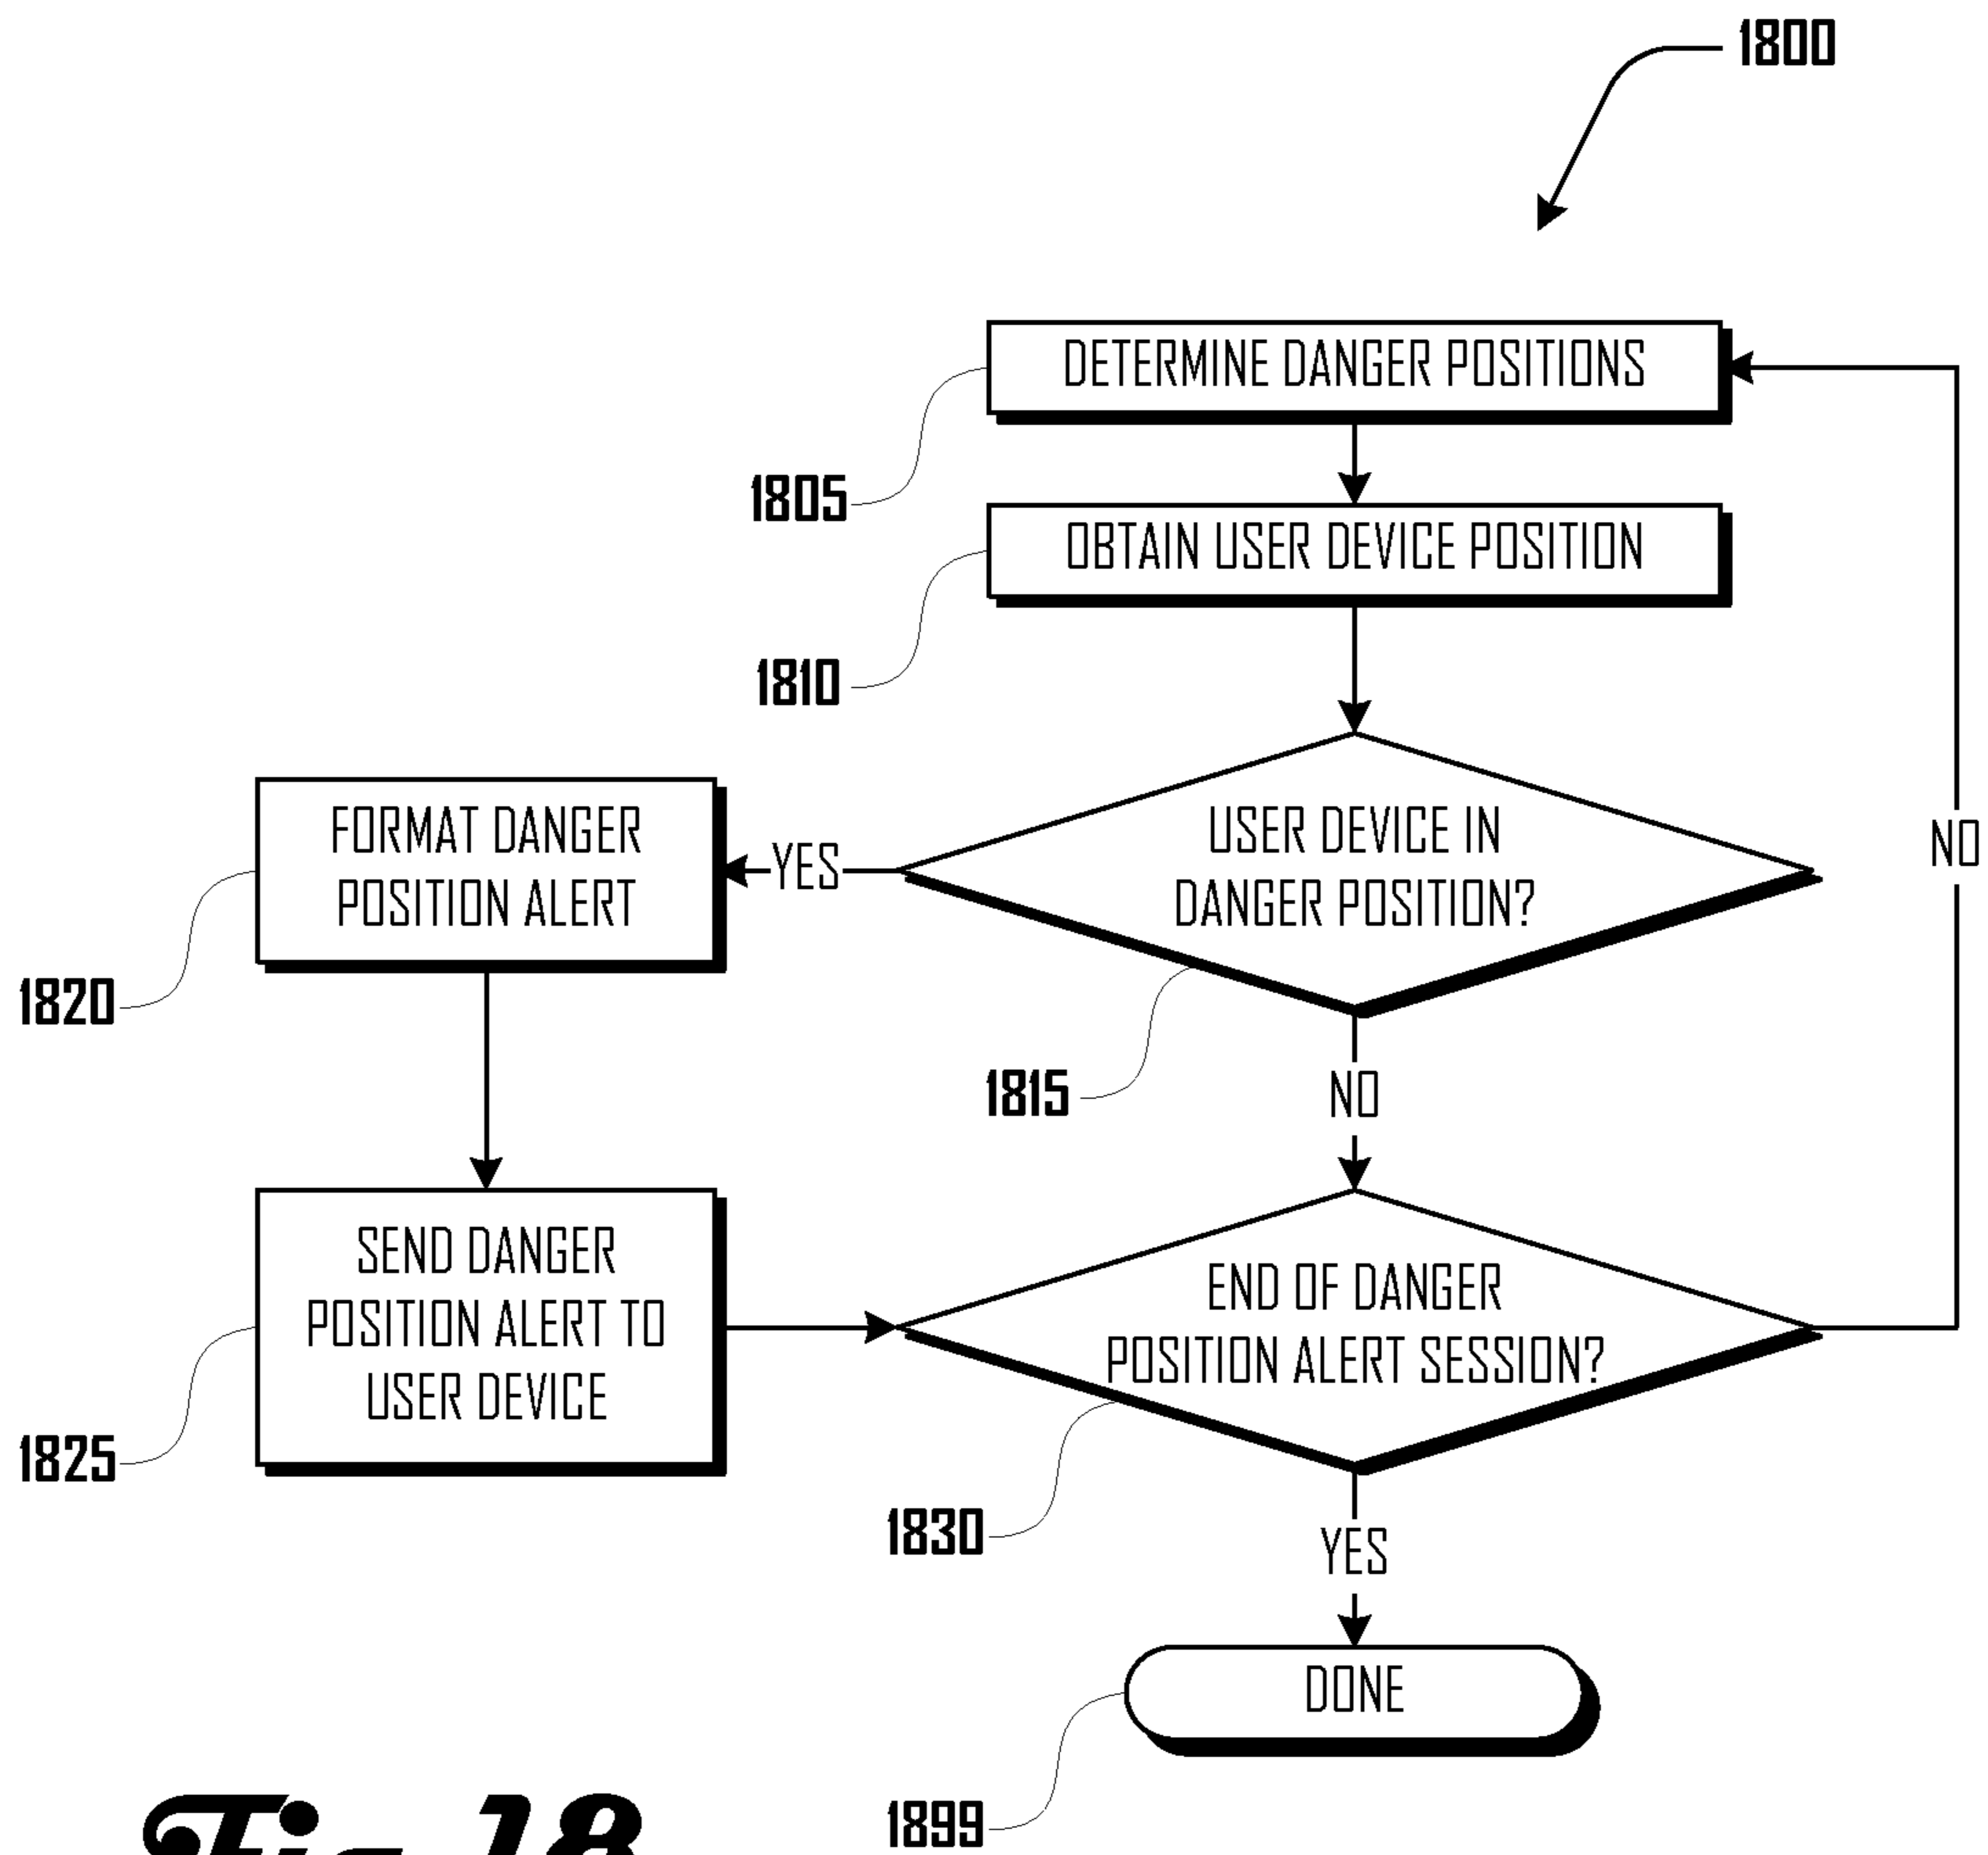 1800
DETERMINE DANGER POSITIONS
1805
OBTAIN USER DEVICE POSITION
1810
USER DEVICE IN
DANGER POSITION?
1815
YES
NO
FORMAT DANGER
POSITION ALERT
1820
SEND DANGER
POSITION ALERT TO
USER DEVICE
1825
END OF DANGER
POSITION ALERT SESSION?
1830
NO
YES
DONE
1899
Fig.18